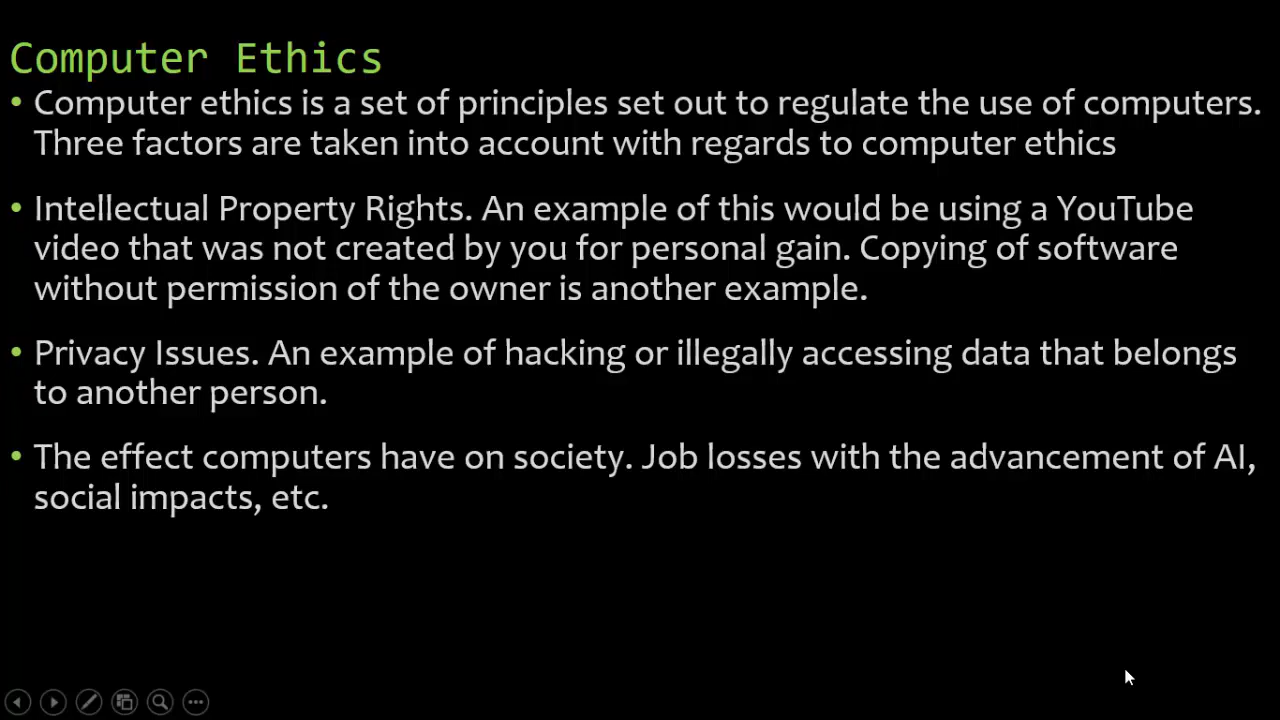 Computer Ethics
• Computer ethics is a set of principles set out to regulate the use of computers.
Three factors are taken into account with regards to computer ethics
• Intellectual Property Rights. An example of this would be using a YouTube
video that was not created by you for personal gain. Copying of software
without permission of the owner is another example.
• Privacy Issues. An example of hacking or illegally accessing data that belongs
to another person.
• The effect computers have on society. Job losses with the advancement of AI,
social impacts, etc.